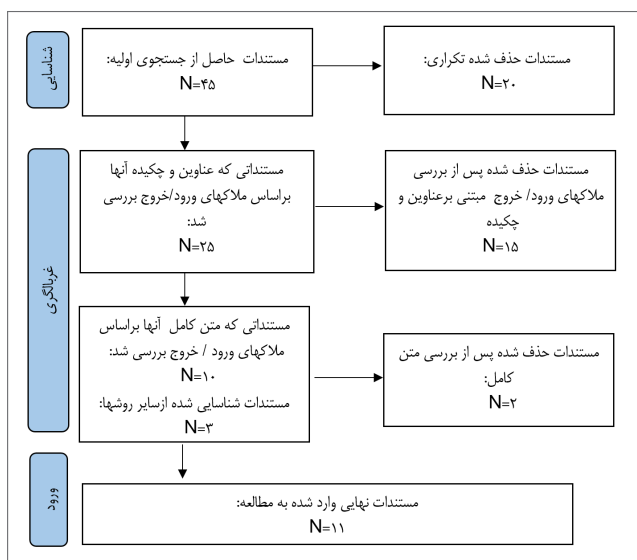 شناسایی
مستندات حاصل از جستجوی اولیه:
N=۴۵
مستندات حذف شده تکراری:
N=۲۰
غربالگری
مستنداتی که عناوین و چکیده آنها
براساس ملاکهای ورود/خروج بررسی
شد:
N=۲۵
مستندات حذف شده پس از بررسی
ملاکهای ورود/ خروج مبتنی برعناوین و
چکیده
N=۱۵
مستنداتی که متن کامل آنها براساس
ملاکهای ورود / خروج بررسی شد:
N=۱۰
مستندات شناسایی شده ازسایر روشها:
N=۳
مستندات حذف شده پس از بررسی متن
کامل:
N=۲
ورود
مستندات نهایی وارد شده به مطالعه:
N=۱۱